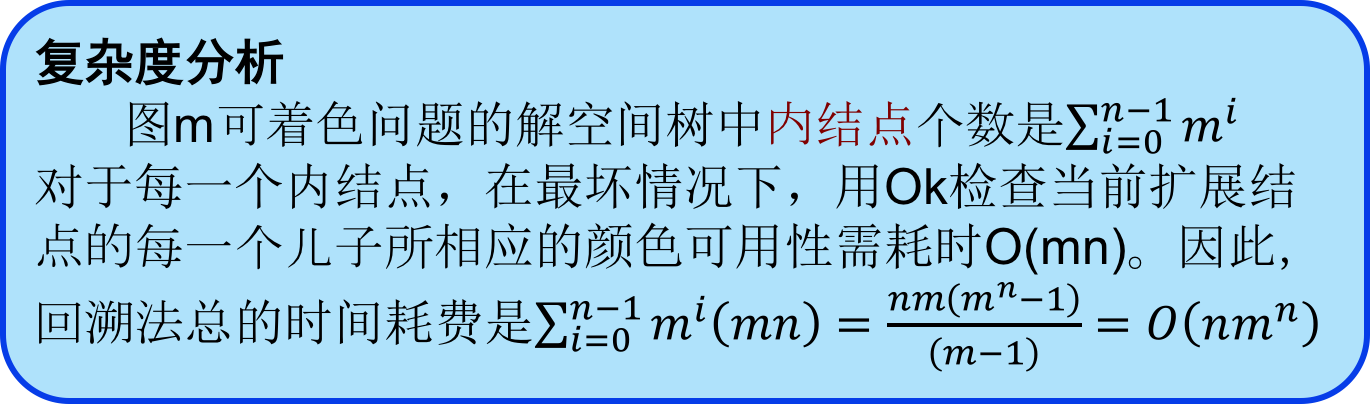 复杂度分析
图m可着色问题的解空间树中内结点个数是∑_{i=0}^{n−1} m^i
对于每一个内结点，在最坏情况下，用Ok检查当前扩展结
点的每一个儿子所相应的颜色可用性需耗时O(mn)。因此,
回溯法总的时间耗费是∑_{i=0}^{n−1} m^i(mn) = \frac{nm(m^n−1)}{(m−1)} = O(nm^n)